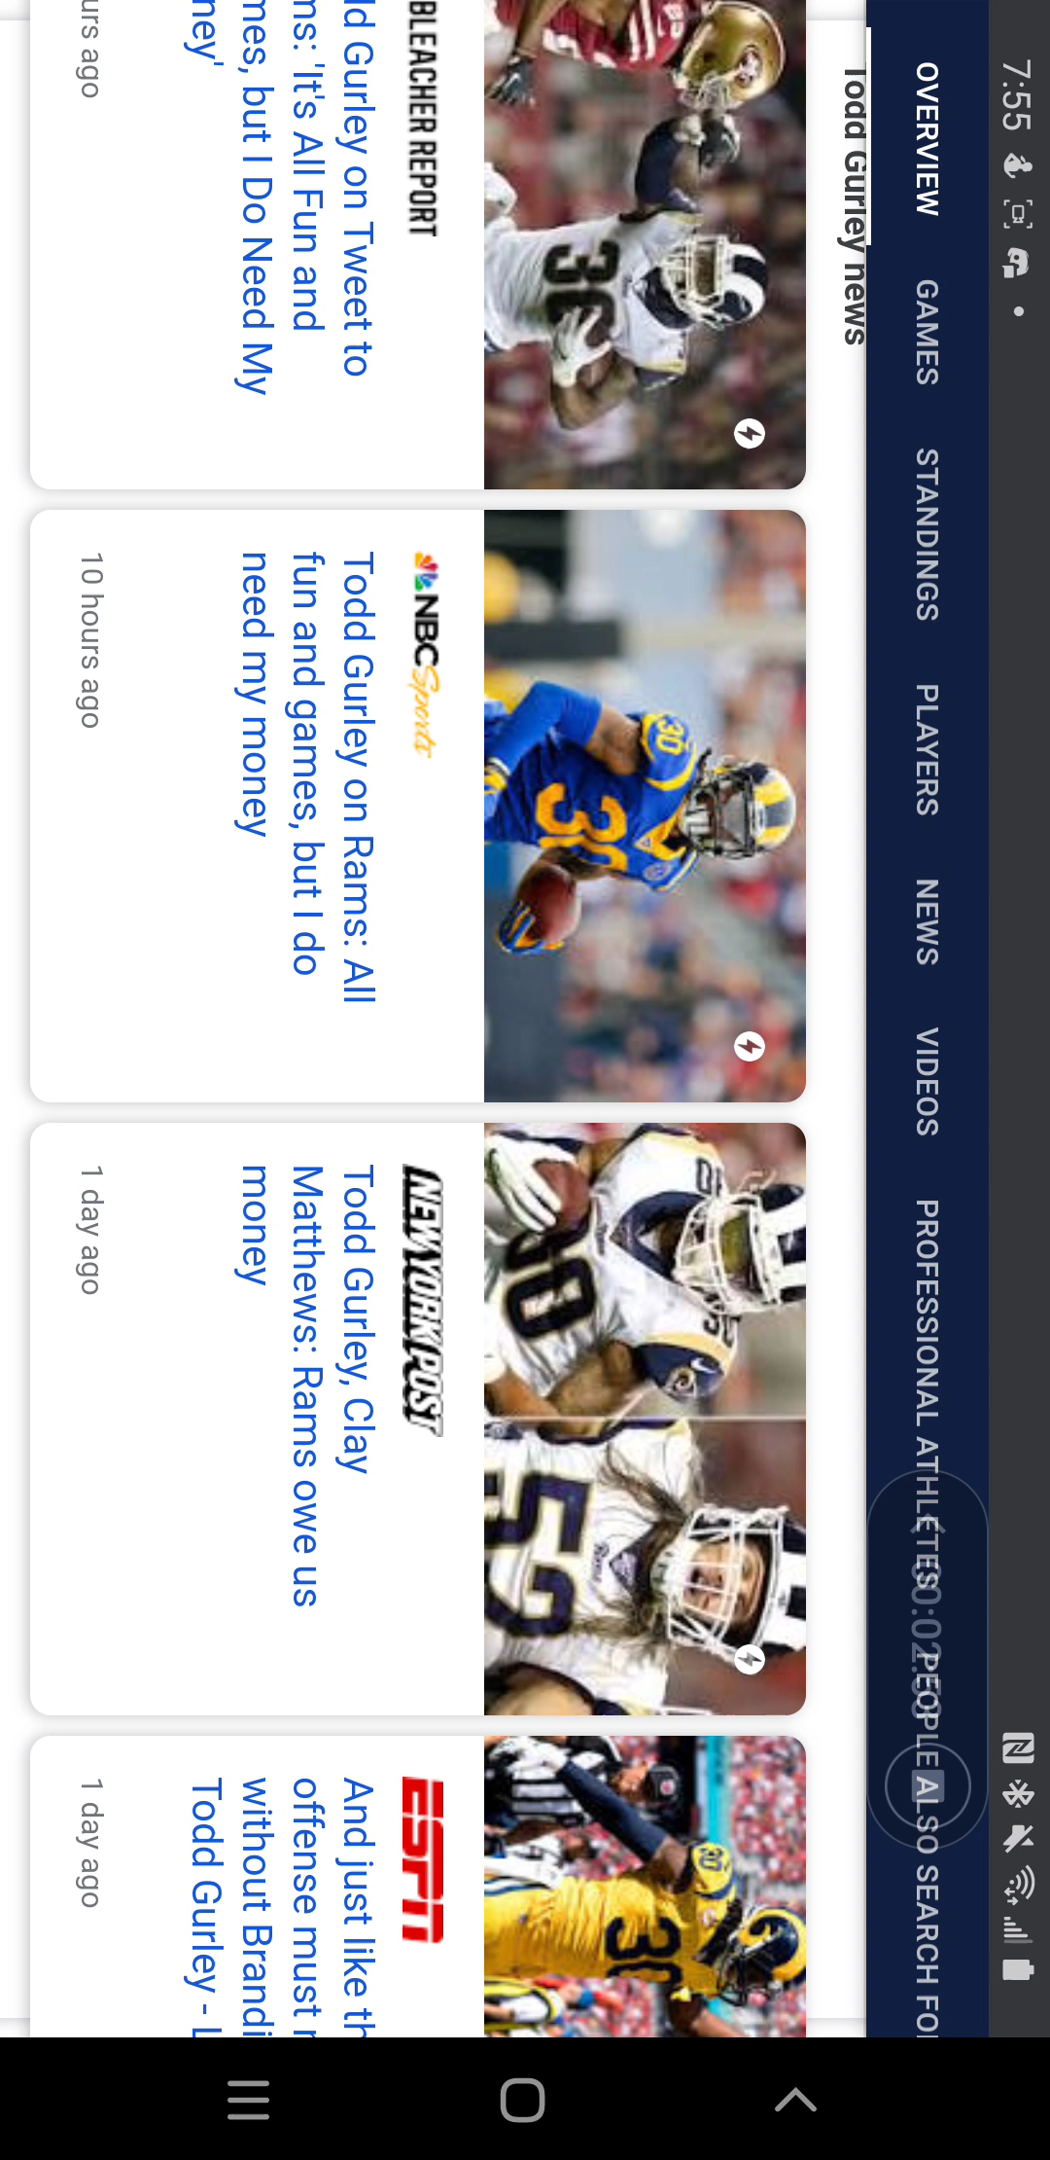 7:55
OVERVIEW GAMES STANDINGS PLAYERS NEWS VIDEOS PROFESSIONAL ATHLETES PEOPLE ALSO SEARCH FO
Todd Gurley news
BLEACHER REPORT
ld Gurley on Tweet to
ms: 'It's All Fun and
mes, but I Do Need My
ney'
urs ago
NBC Sports
Todd Gurley on Rams: All
fun and games, but I do
need my money
10 hours ago
NEW YORK POST
Todd Gurley, Clay
Matthews: Rams owe us
money
1 day ago
ESPN
And just like th
offense must r
without Brandi
Todd Gurley - L
1 day ago